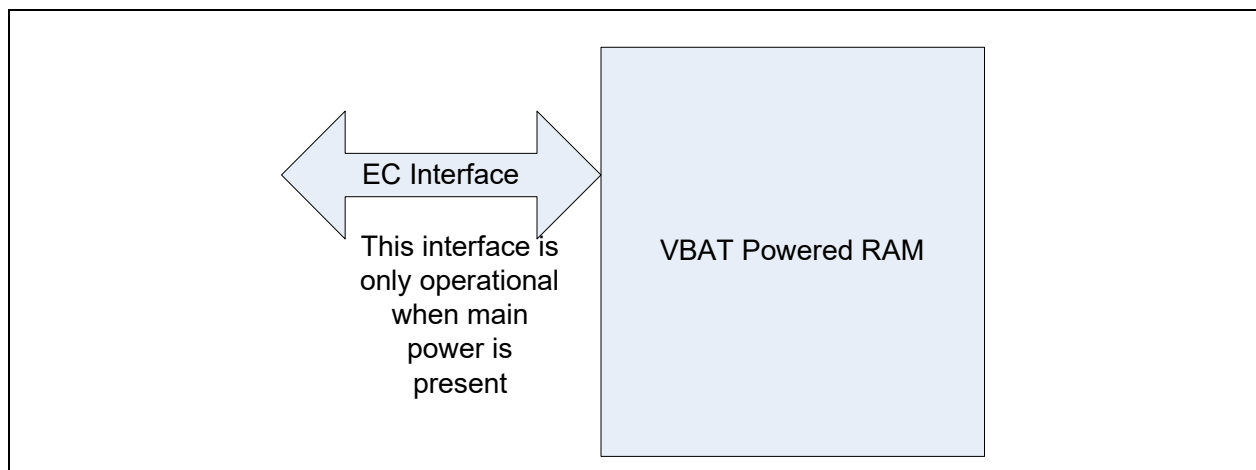 EC Interface
This interface is
only operational
when main
power is
present
VBAT Powered RAM